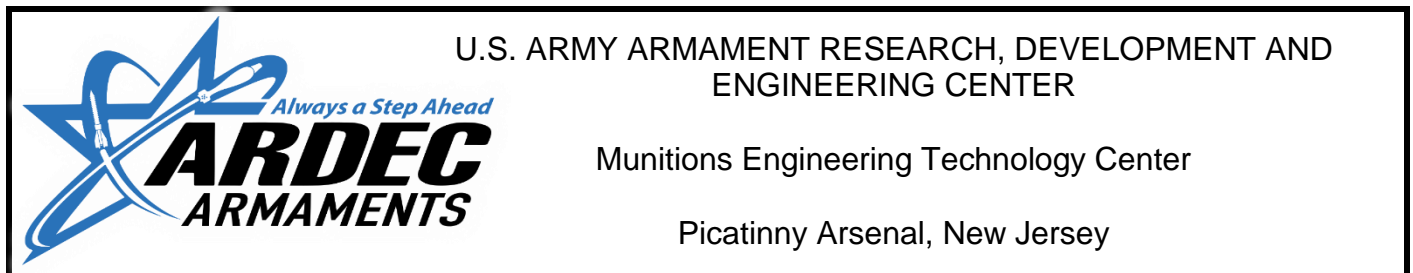 U.S. ARMY ARMAMENT RESEARCH, DEVELOPMENT AND
ENGINEERING CENTER
Always a Step Ahead
ARDEC
ARMAMENTS
Munitions Engineering Technology Center
Picatinny Arsenal, New Jersey